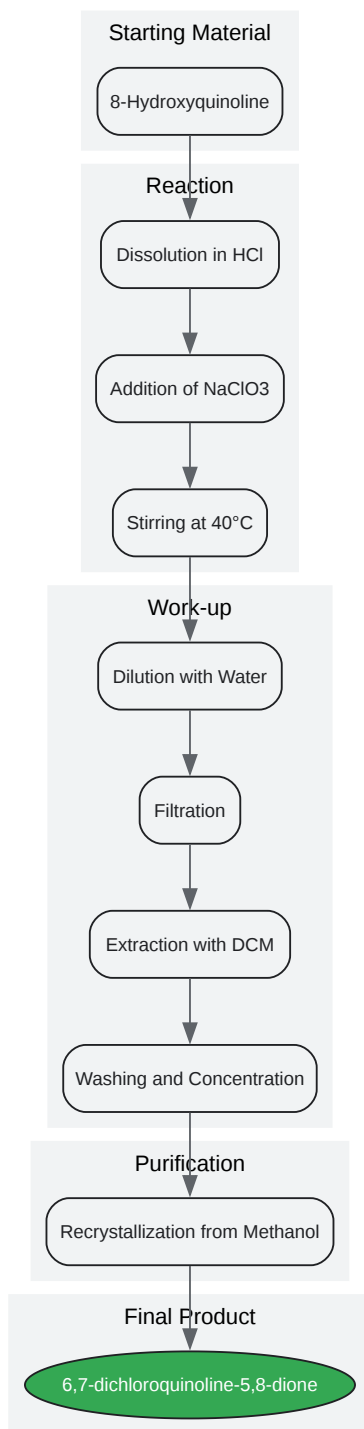 Starting Material
8-Hydroxyquinoline
Reaction
Dissolution in HCl
Addition of NaClO3
Stirring at 40°C
Work-up
Dilution with Water
Filtration
Extraction with DCM
Washing and Concentration
Purification
Recrystallization from Methanol
Final Product
6,7-dichloroquinoline-5,8-dione